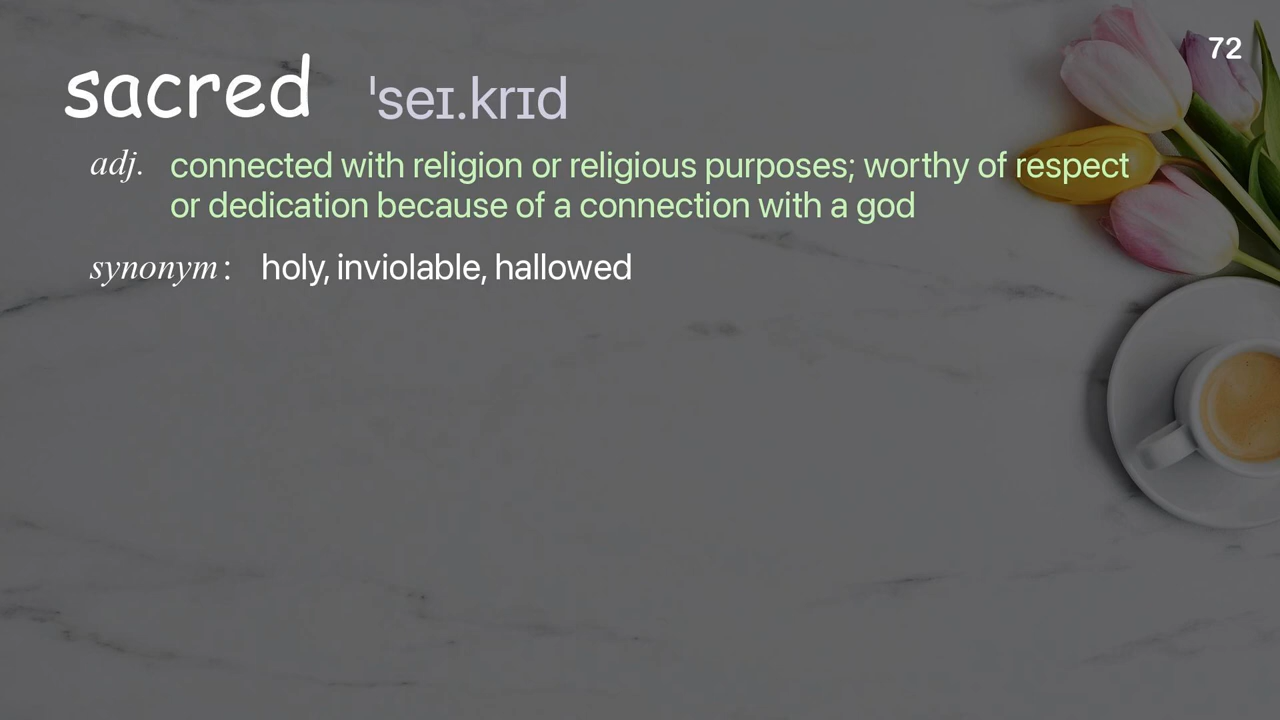 72
sacred ˈseɪ.krɪd
adj. connected with religion or religious purposes; worthy of respect
or dedication because of a connection with a god
synonym: holy, inviolable, hallowed